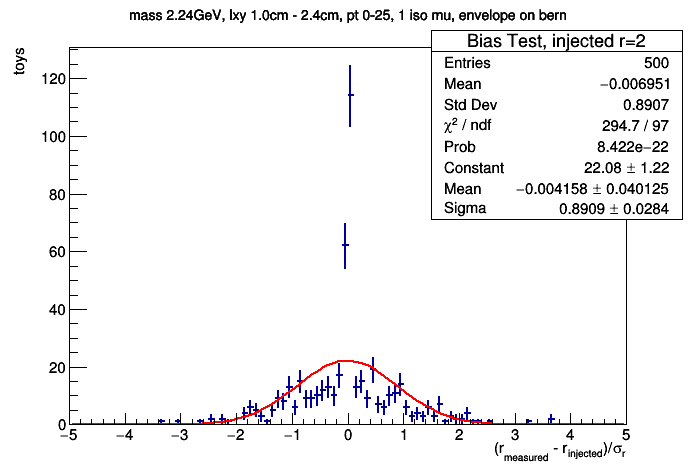 mass 2.24GeV, lxy 1.0cm - 2.4cm, pt 0-25, 1 iso mu, envelope on bern
Bias Test, injected r=2
Entries 500
Mean −0.006951
Std Dev 0.8907
χ² / ndf 294.7 / 97
Prob 8.422e−22
Constant 22.08 ± 1.22
Mean −0.004158 ± 0.040125
Sigma 0.8909 ± 0.0284
toys
120
100
80
60
40
20
0
−5 −4 −3 −2 −1 0 1 2 3 4 5
(r_measured - r_injected)/σ_r